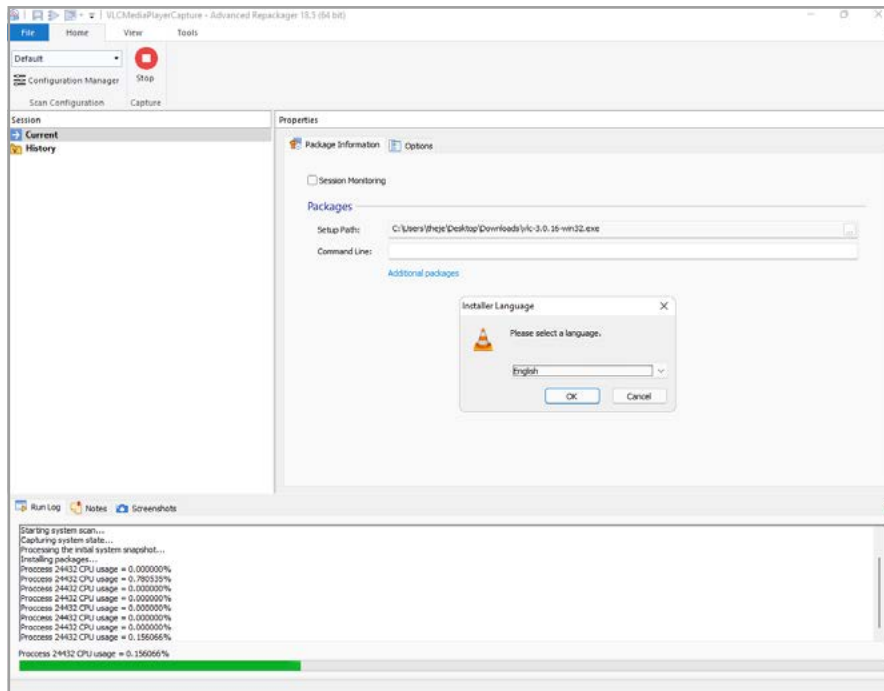 VLCMediaPlayerCapture - Advanced Repackager 18.5 (64 bit)
File Home View Tools
Default
Configuration Manager
Stop
Scan Configuration Capture
Session
Current
History
Properties
Package Information Options
Session Monitoring
Packages
Setup Path: C:\Users\theje\Desktop\Downloads\vlc-3.0.16-win32.exe
Command Line:
Additional packages
Installer Language
Please select a language.
English
OK Cancel
Run Log Notes Screenshots
Starting system scan...
Capturing system state...
Processing the initial system snapshot...
Installing packages...
Proccess 24432 CPU usage = 0.000000%
Proccess 24432 CPU usage = 0.780535%
Proccess 24432 CPU usage = 0.000000%
Proccess 24432 CPU usage = 0.000000%
Proccess 24432 CPU usage = 0.000000%
Proccess 24432 CPU usage = 0.000000%
Proccess 24432 CPU usage = 0.000000%
Proccess 24432 CPU usage = 0.156066%
Proccess 24432 CPU usage = 0.156066%